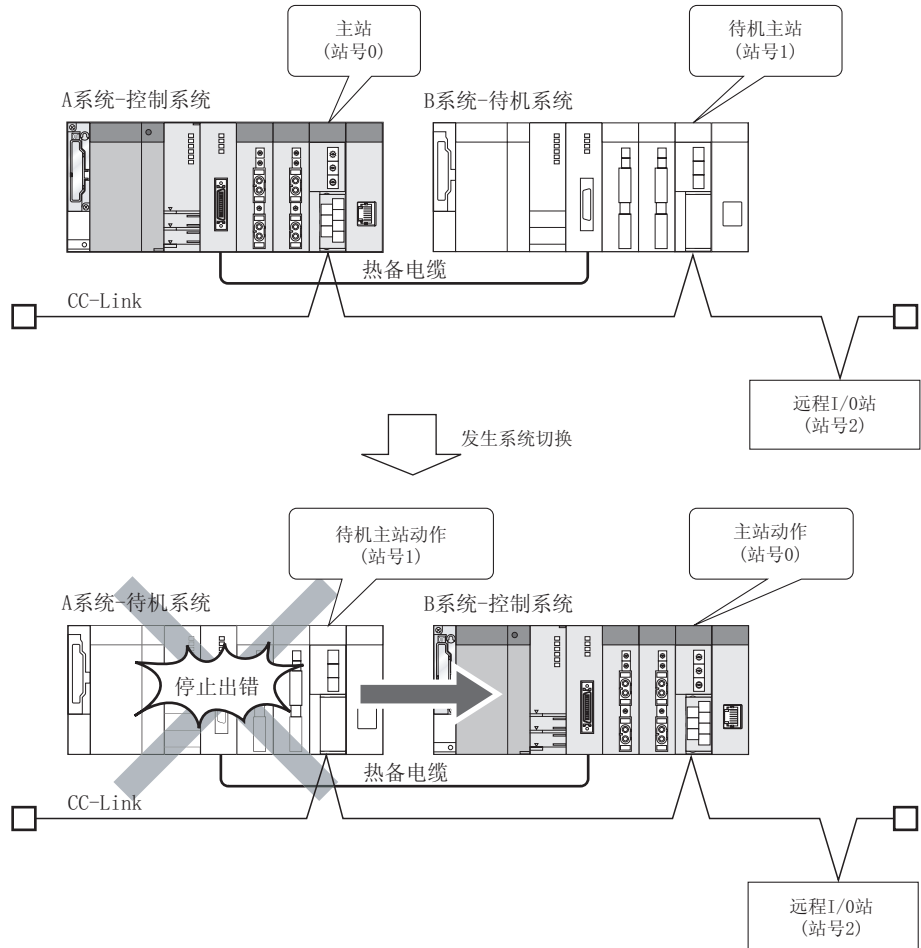 主站
(站号0)
待机主站
(站号1)
A系统-控制系统
B系统-待机系统
热备电缆
CC-Link
远程I/O站
(站号2)
发生系统切换
待机主站动作
(站号1)
主站动作
(站号0)
A系统-待机系统
B系统-控制系统
停止出错
热备电缆
CC-Link
远程I/O站
(站号2)